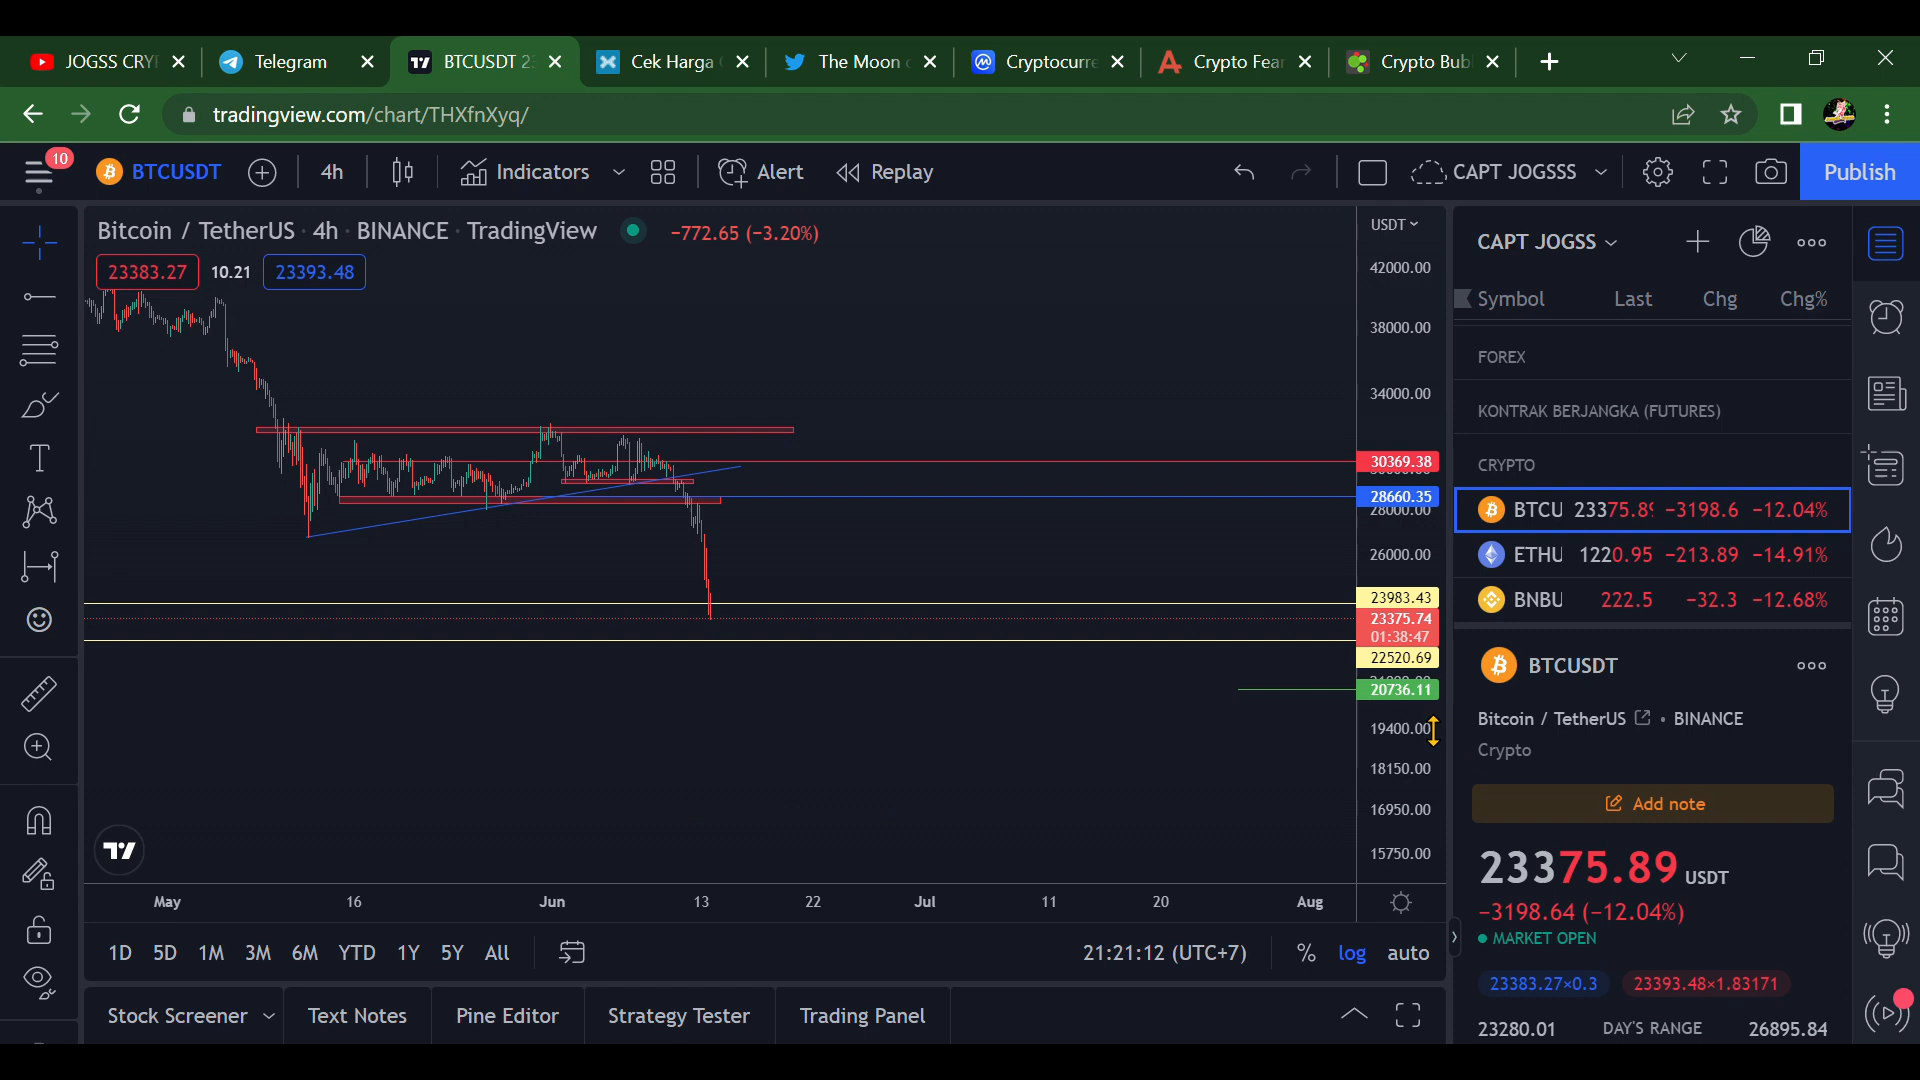 JOGSS CRY
Telegram
BTCUSDT 2
Cek Harga
The Moon
Cryptocurre
Crypto Fear
Crypto Bub
tradingview.com/chart/THXfnXyq/
10
BTCUSDT
4h
Indicators
Alert
Replay
CAPT JOGSSS
Publish
Bitcoin / TetherUS · 4h · BINANCE · TradingView
−772.65 (−3.20%)
23383.27
10.21
23393.48
USDT
42000.00
38000.00
34000.00
30369.38
28660.35
28000.00
26000.00
23983.43
23375.74
01:38:47
22520.69
20736.11
19400.00
18150.00
16950.00
15750.00
May
16
Jun
13
22
Jul
11
20
Aug
1D
5D
1M
3M
6M
YTD
1Y
5Y
All
21:21:12 (UTC+7)
%
log
auto
Stock Screener
Text Notes
Pine Editor
Strategy Tester
Trading Panel
CAPT JOGSS
Symbol Last Chg Chg%
FOREX
KONTRAK BERJANGKA (FUTURES)
CRYPTO
BTCU 23375.89 −3198.6 −12.04%
ETHU 1220.95 −213.89 −14.91%
BNBU 222.5 −32.3 −12.68%
BTCUSDT
Bitcoin / TetherUS • BINANCE
Crypto
Add note
23375.89 USDT
−3198.64 (−12.04%)
MARKET OPEN
23383.27×0.3
23393.48×1.83171
23280.01 DAY'S RANGE 26895.84